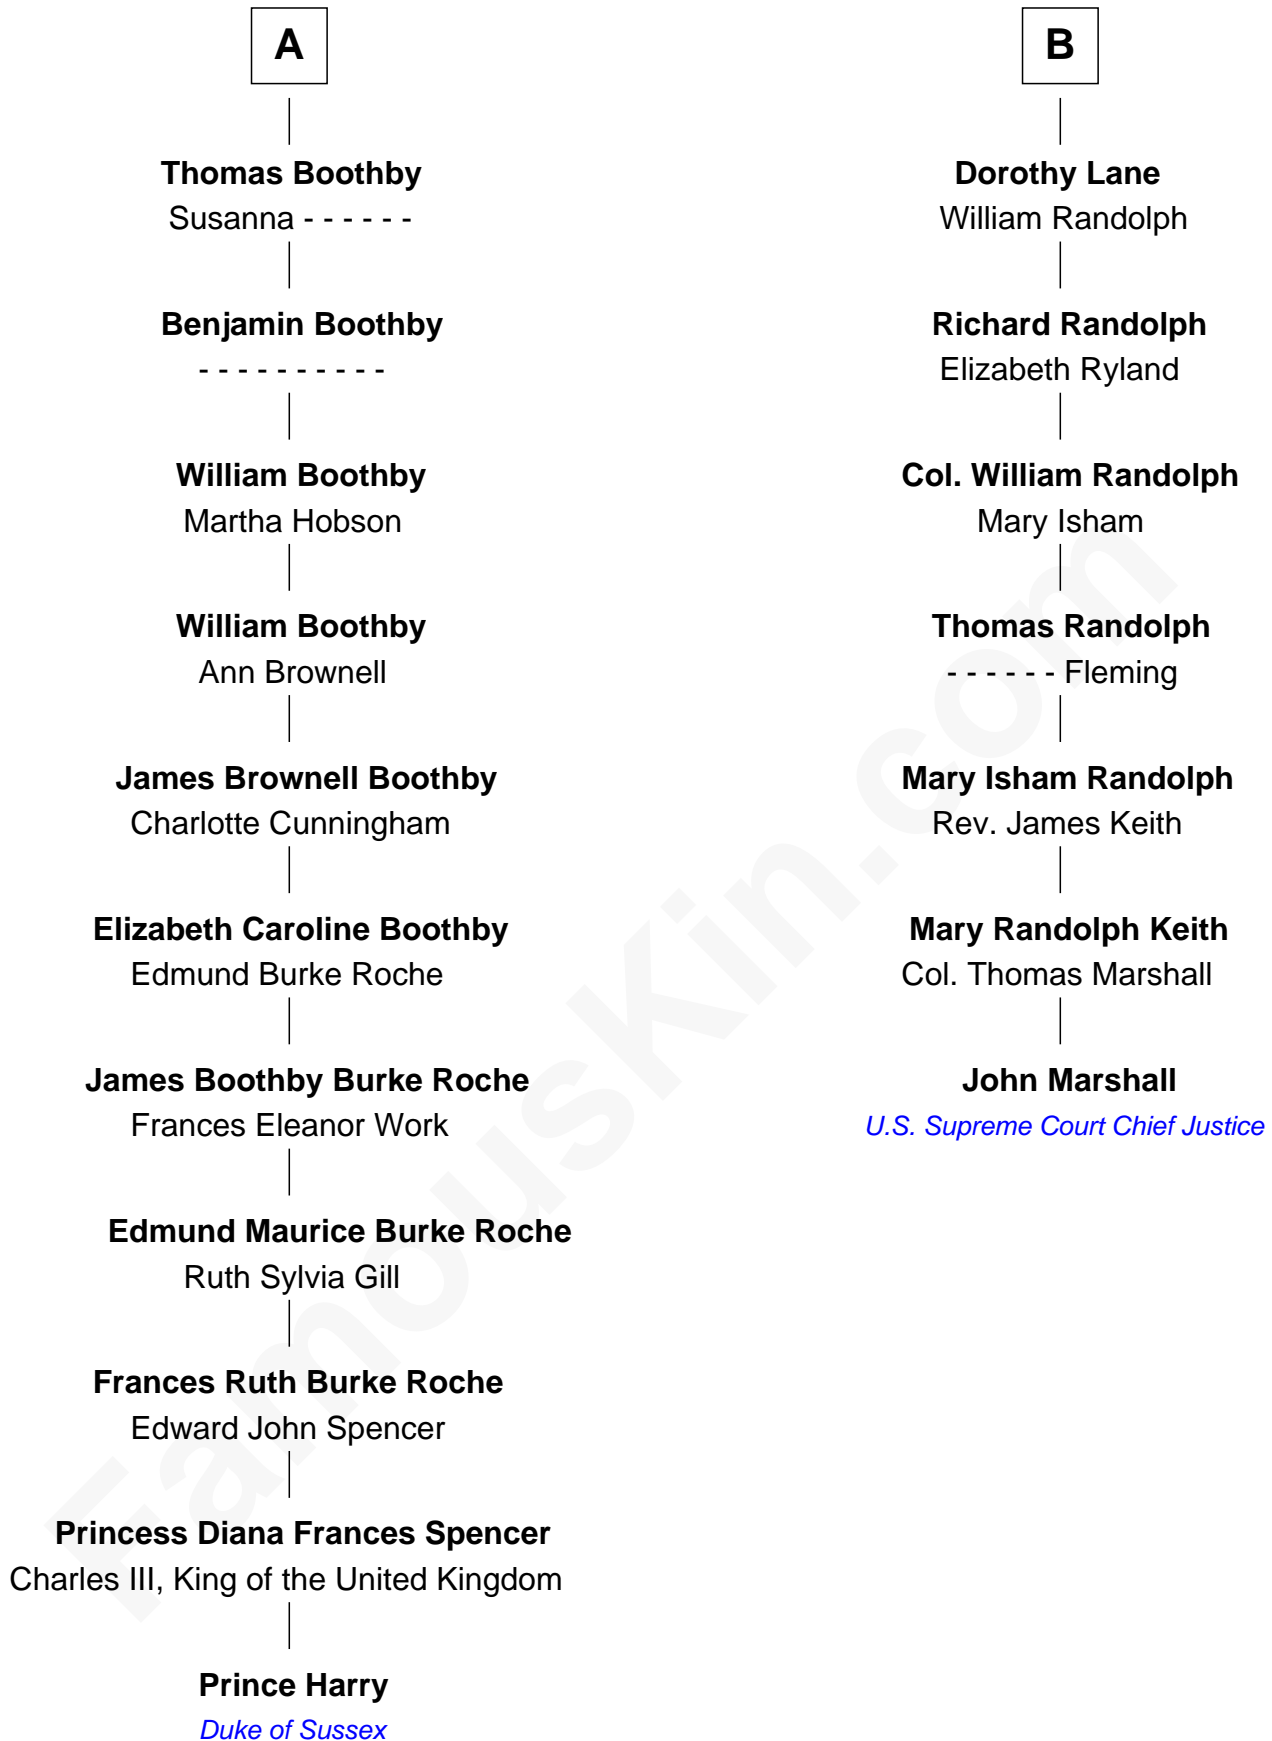 A
Thomas Boothby
Susanna - - - - - -
Benjamin Boothby
- - - - - - - - - -
William Boothby
Martha Hobson
William Boothby
Ann Brownell
James Brownell Boothby
Charlotte Cunningham
Elizabeth Caroline Boothby
Edmund Burke Roche
James Boothby Burke Roche
Frances Eleanor Work
Edmund Maurice Burke Roche
Ruth Sylvia Gill
Frances Ruth Burke Roche
Edward John Spencer
Princess Diana Frances Spencer
Charles III, King of the United Kingdom
Prince Harry
Duke of Sussex
B
Dorothy Lane
William Randolph
Richard Randolph
Elizabeth Ryland
Col. William Randolph
Mary Isham
Thomas Randolph
- - - - - - Fleming
Mary Isham Randolph
Rev. James Keith
Mary Randolph Keith
Col. Thomas Marshall
John Marshall
U.S. Supreme Court Chief Justice
FamousKin.com